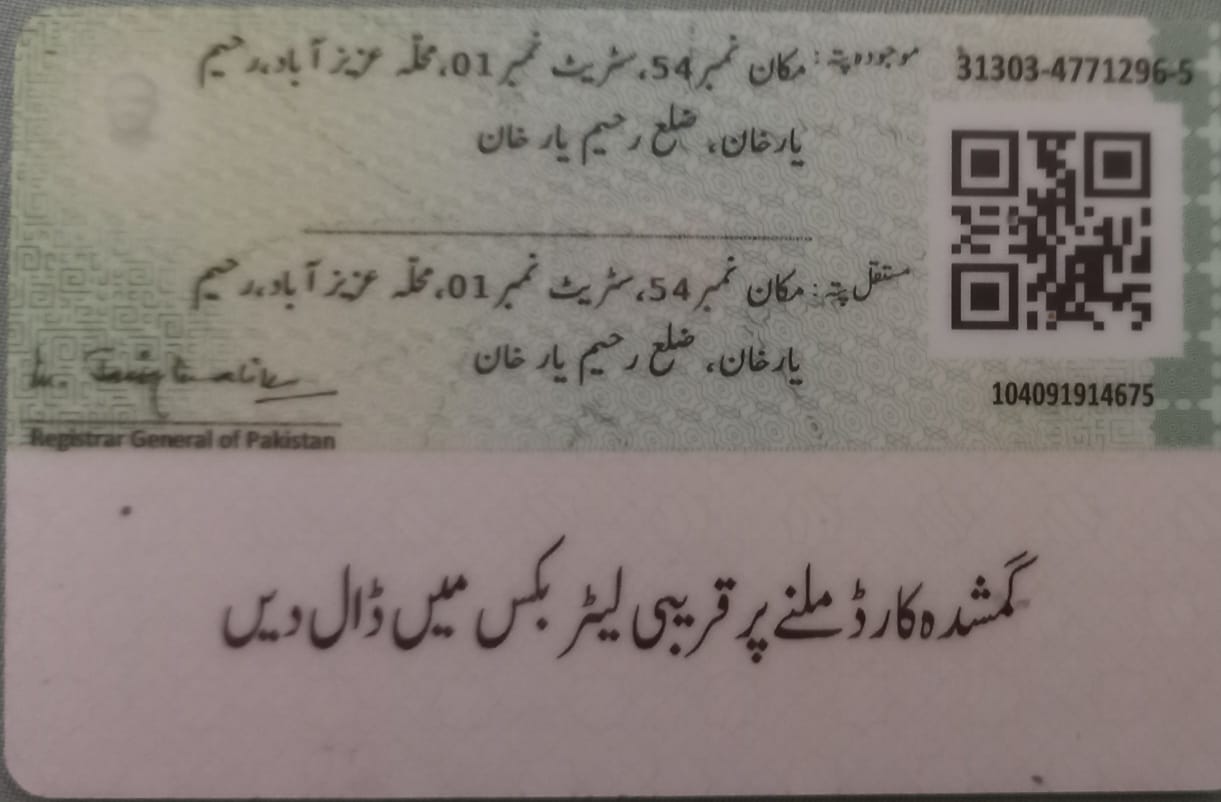 31303-4771296-5
موجودہ پتہ: مکان نمبر 54، سٹریٹ نمبر 01، محلّہ عزیز آباد، رحیم
یار خان، ضلع رحیم یار خان
مستقل پتہ: مکان نمبر 54، سٹریٹ نمبر 01، محلّہ عزیز آباد، رحیم
یار خان، ضلع رحیم یار خان
104091914675
Registrar General of Pakistan
گمشدہ کارڈ ملنے پر قریبی لیٹر بکس میں ڈال دیں